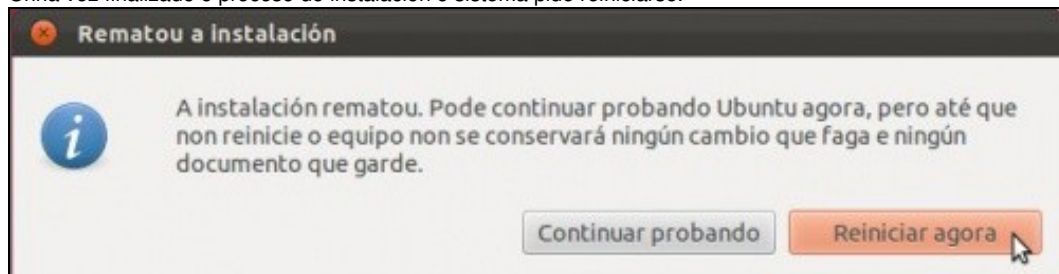 Unha vez finalizado o proceso de instalación o sistema pide reiniciarse.
Rematou a instalación
A instalación rematou. Pode continuar probando Ubuntu agora, pero até que
non reinicie o equipo non se conservará ningún cambio que faga e ningún
documento que garde.
Continuar probando
Reiniciar agora